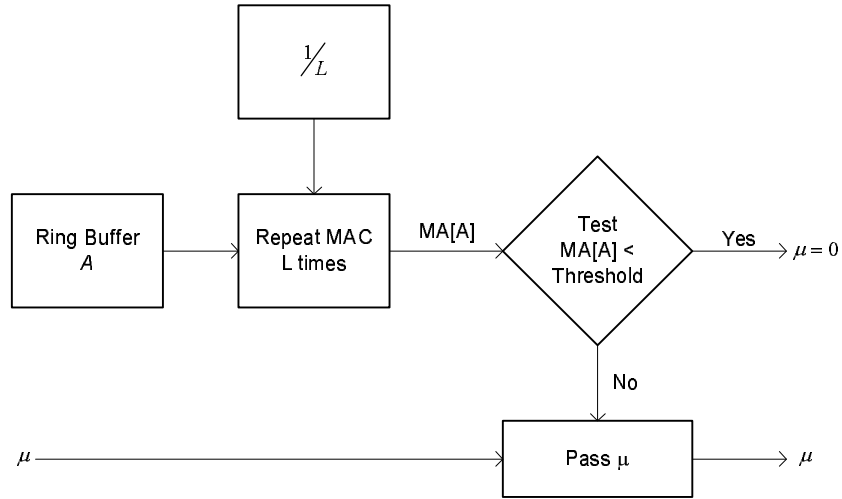 1/L
Ring Buffer
A
Repeat MAC
L times
MA[A]
Test
MA[A] <
Threshold
Yes
μ = 0
No
μ
Pass μ
μ